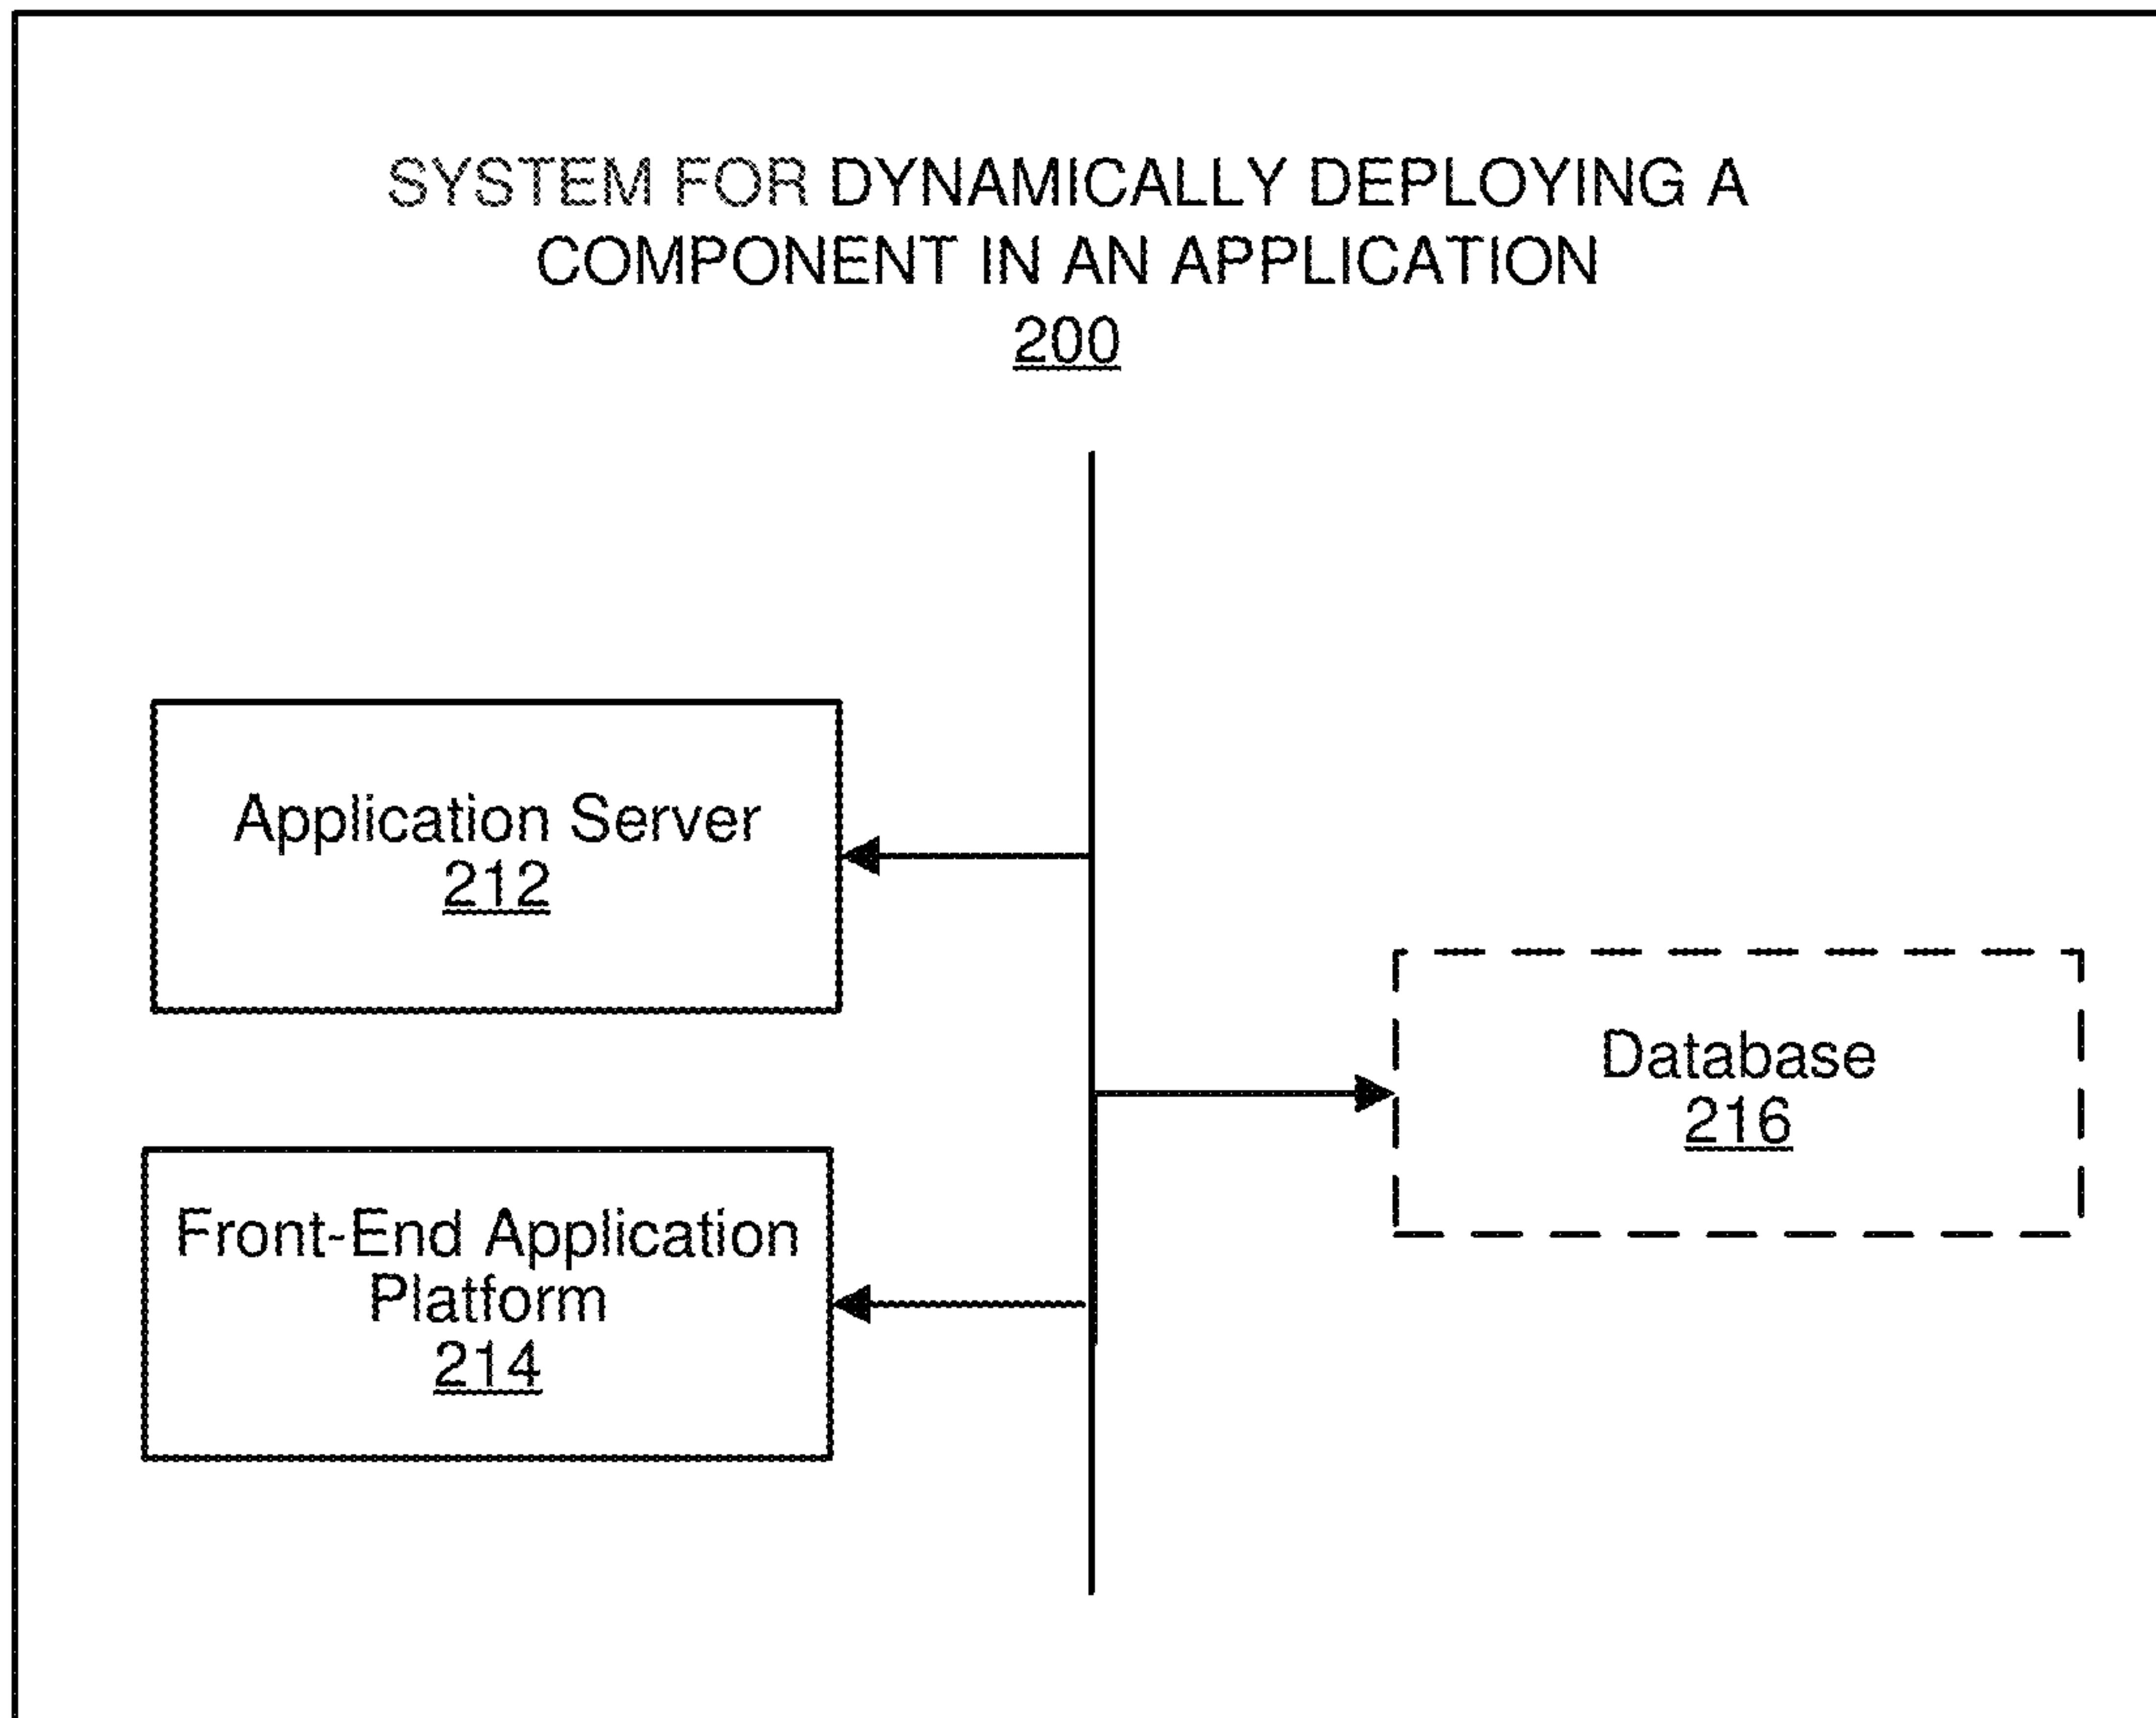 SYSTEM FOR DYNAMICALLY DEPLOYING A
COMPONENT IN AN APPLICATION
200
Application Server
212
Database
216
Front-End Application
Platform
214